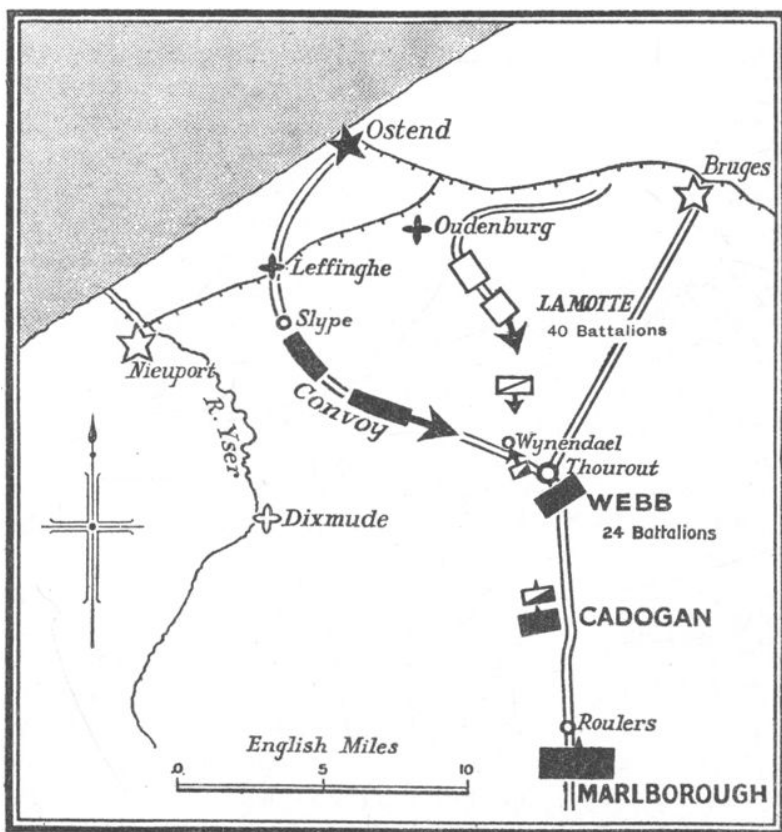 Ostend
Bruges
Oudenburg
Leffinghe
LA MOTTE
40 Battalions
Slype
Nieuport
Convoy
R. Yser
Wynendael
Thourout
WEBB
24 Battalions
Dixmude
CADOGAN
Roulers
English Miles
.0 5 10
MARLBOROUGH